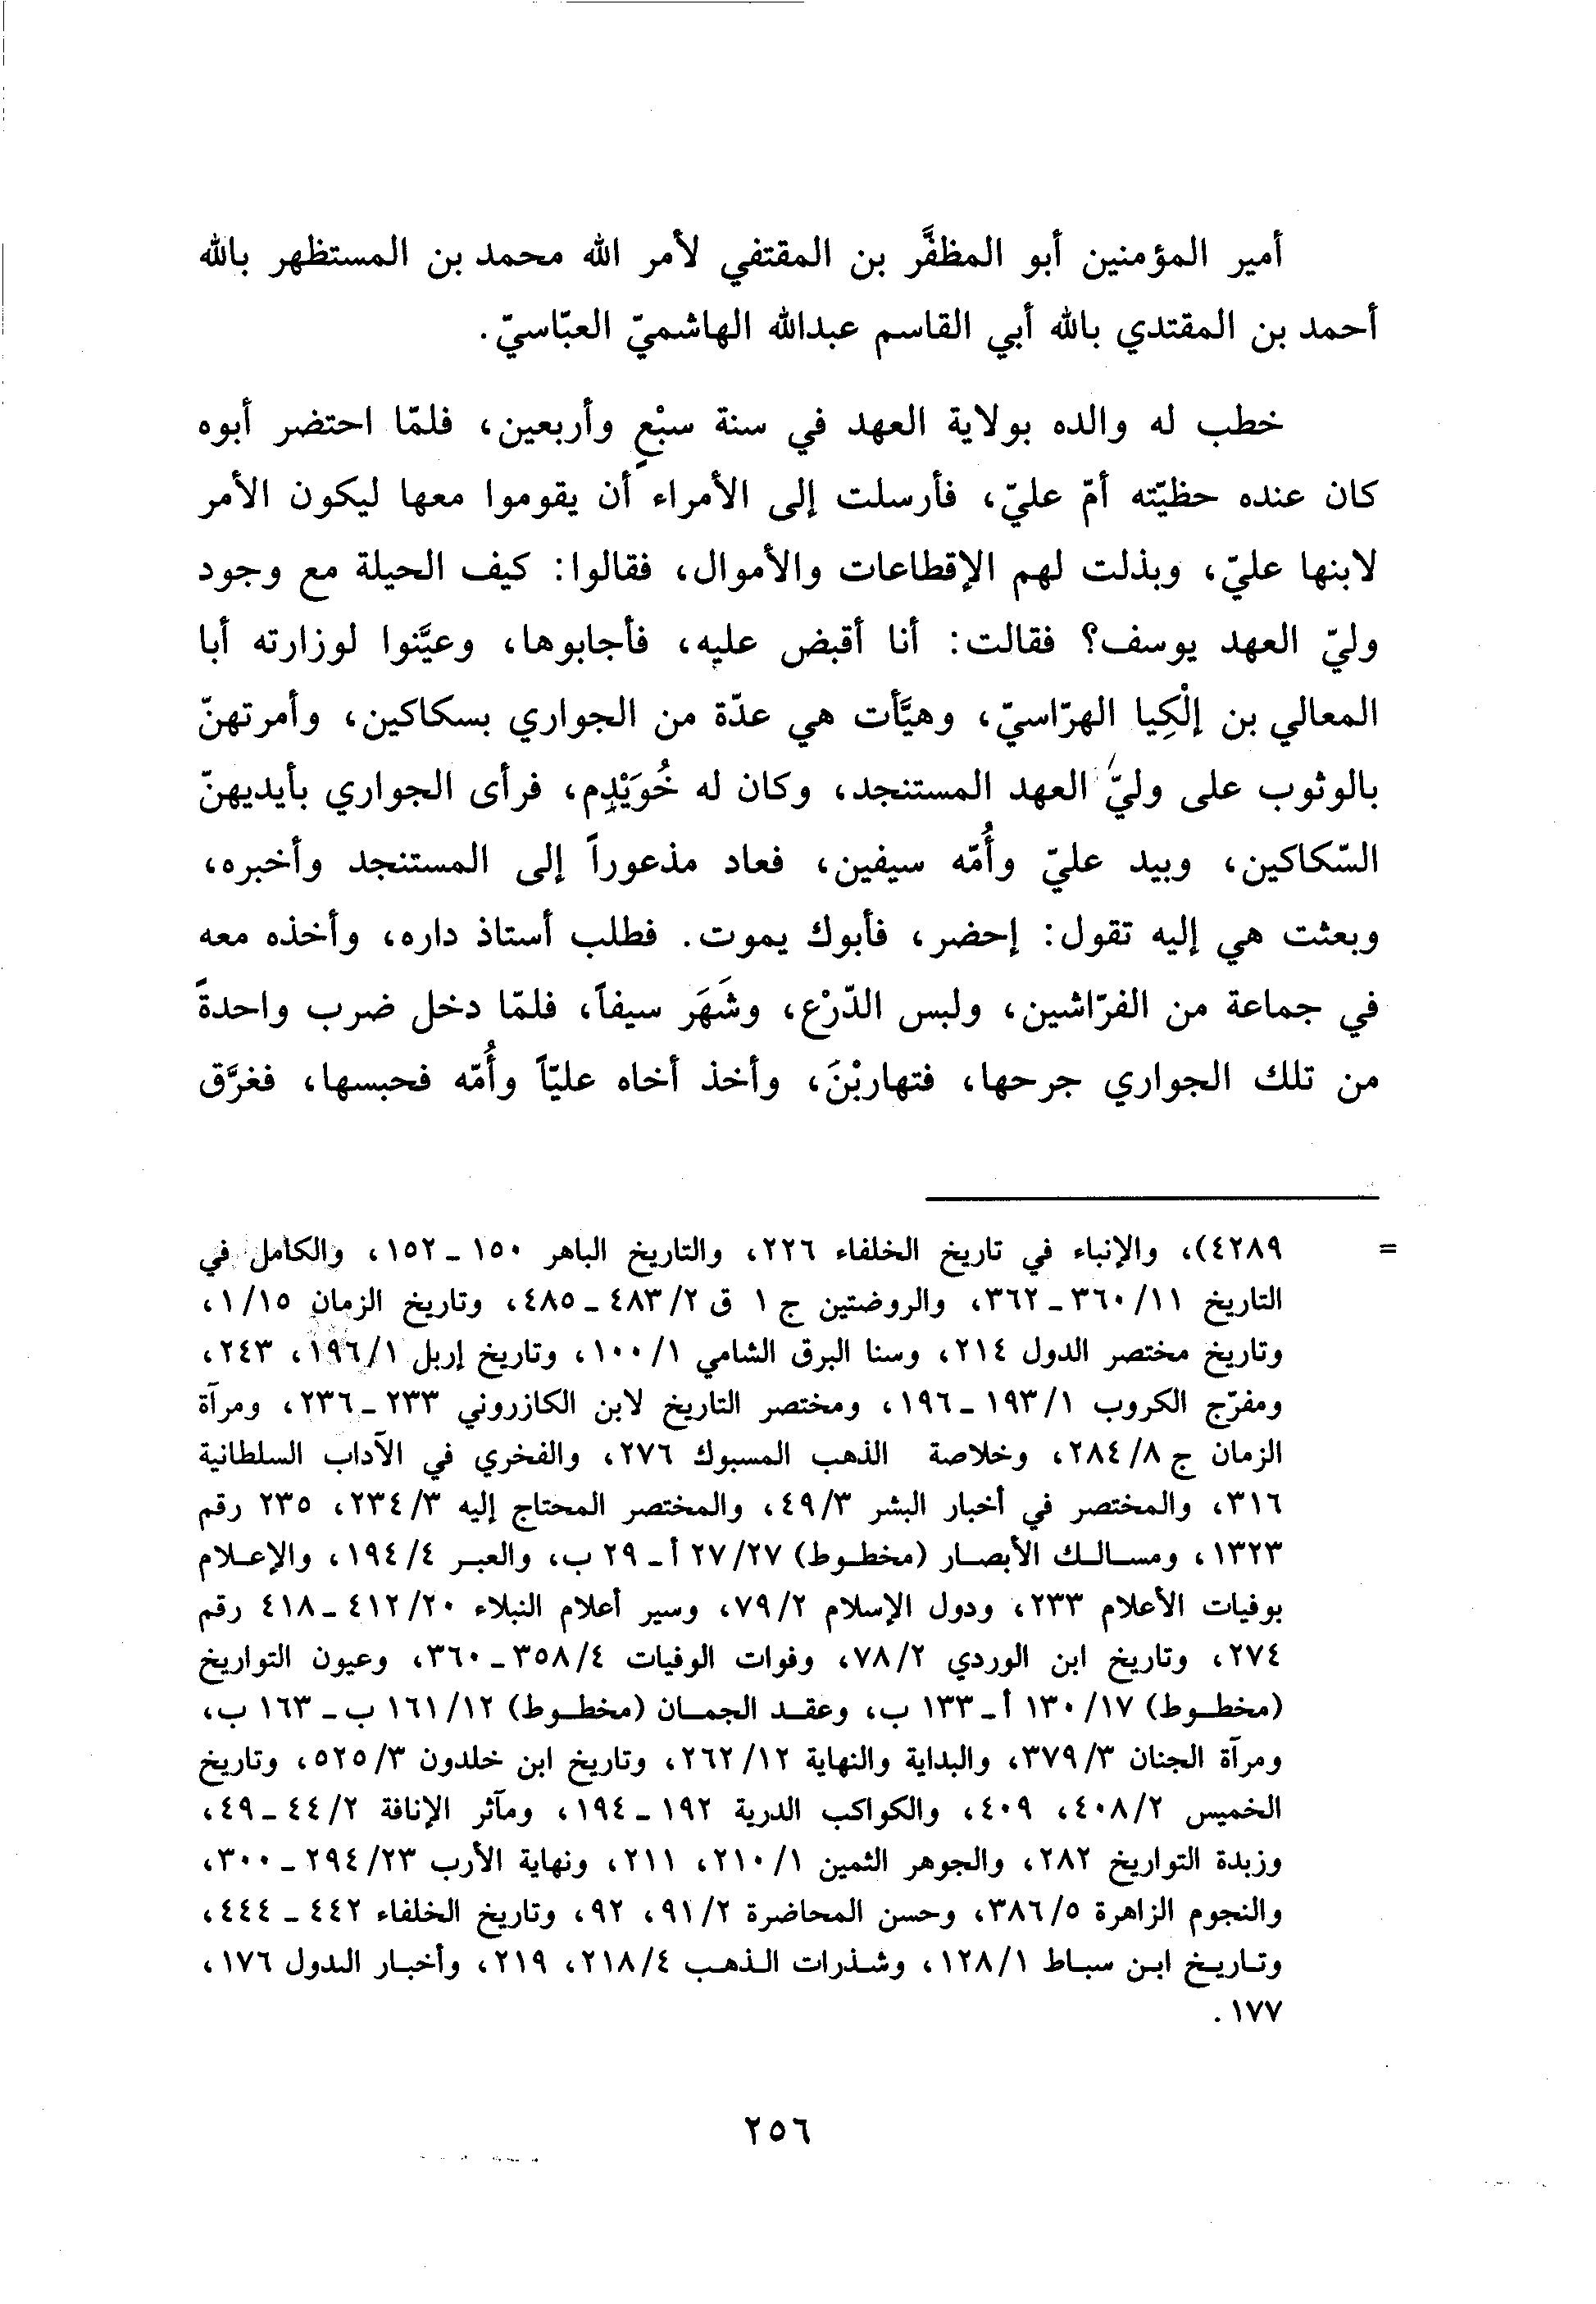 أمير المؤمنين أبو المظفَّر بن المقتفي لأمر الله محمد بن المستظهر بالله
أحمد بن المقتدي بالله أبي القاسم عبدالله الهاشميّ العبّاسيّ.
خطب له والده بولاية العهد في سنة سبْعٍ وأربعين، فلمّا احتضر أبوه
كان عنده حظيّته أمّ عليّ، فأرسلت إلى الأمراء أن يقوموا معها ليكون الأمر
لابنها عليّ، وبذلت لهم الإقطاعات والأموال، فقالوا: كيف الحيلة مع وجود
وليّ العهد يوسف؟ فقالت: أنا أقبض عليه، فأجابوها، وعيَّنوا لوزارته أبا
المعالي بن إلْكِيا الهرّاسيّ، وهيَّأت هي عدّة من الجواري بسكاكين، وأمرتهنّ
بالوثوب على وليّ العهد المستنجد، وكان له خُوَيْدِم، فرأى الجواري بأيديهنّ
السّكاكين، وبيد عليّ وأُمّه سيفين، فعاد مذعوراً إلى المستنجد وأخبره،
وبعثت هي إليه تقول: إحضر، فأبوك يموت. فطلب أستاذ داره، وأخذه معه
في جماعة من الفرّاشين، ولبس الدّرْع، وشَهَر سيفاً، فلمّا دخل ضرب واحدةً
من تلك الجواري جرحها، فتهاربْنَ، وأخذ أخاه عليّاً وأُمّه فحبسها، فغرَّق
= ٤٢٨٩)، والإنباء في تاريخ الخلفاء ٢٢٦، والتاريخ الباهر ١٥٠ ـ ١٥٢، والكامل في
التاريخ ١١/ ٣٦٠ ـ ٣٦٢، والروضتين ج ١ ق ٢/ ٤٨٣ ـ ٤٨٥، وتاريخ الزمان ١٥/ ١،
وتاريخ مختصر الدول ٢١٤، وسنا البرق الشامي ١/ ١٠٠، وتاريخ إربل ١/ ١٩٦، ٢٤٣،
ومفرّج الكروب ١/ ١٩٣ ـ ١٩٦، ومختصر التاريخ لابن الكازروني ٢٣٣ ـ ٢٣٦، ومرآة
الزمان ج ٨/ ٢٨٤، وخلاصة الذهب المسبوك ٢٧٦، والفخري في الآداب السلطانية
٣١٦، والمختصر في أخبار البشر ٣/ ٤٩، والمختصر المحتاج إليه ٣/ ٢٣٤، ٢٣٥ رقم
١٣٢٣، ومسالك الأبصار (مخطوط) ٢٧/ ٢٧ أ ـ ٢٩ ب، والعبر ٤/ ١٩٤، والإعلام
بوفيات الأعلام ٢٣٣، ودول الإسلام ٢/ ٧٩، وسير أعلام النبلاء ٢٠/ ٤١٢ ـ ٤١٨ رقم
٢٧٤، وتاريخ ابن الوردي ٢/ ٧٨، وفوات الوفيات ٤/ ٣٥٨ ـ ٣٦٠، وعيون التواريخ
(مخطوط) ١٧/ ١٣٠ أ ـ ١٣٣ ب، وعقد الجمان (مخطوط) ١٢/ ١٦١ ب ـ ١٦٣ ب،
ومرآة الجنان ٣/ ٣٧٩، والبداية والنهاية ١٢/ ٢٦٢، وتاريخ ابن خلدون ٣/ ٥٢٥، وتاريخ
الخميس ٢/ ٤٠٨، ٤٠٩، والكواكب الدرية ١٩٢ ـ ١٩٤، ومآثر الإنافة ٢/ ٤٤ ـ ٤٩،
وزبدة التواريخ ٢٨٢، والجوهر الثمين ١/ ٢١٠، ٢١١، ونهاية الأرب ٢٣/ ٢٩٤ ـ ٣٠٠،
والنجوم الزاهرة ٥/ ٣٨٦، وحسن المحاضرة ٢/ ٩١، ٩٢، وتاريخ الخلفاء ٤٤٢ ـ ٤٤٤،
وتاريخ ابن سباط ١/ ١٢٨، وشذرات الذهب ٤/ ٢١٨، ٢١٩، وأخبار الدول ١٧٦،
١٧٧.
٢٥٦